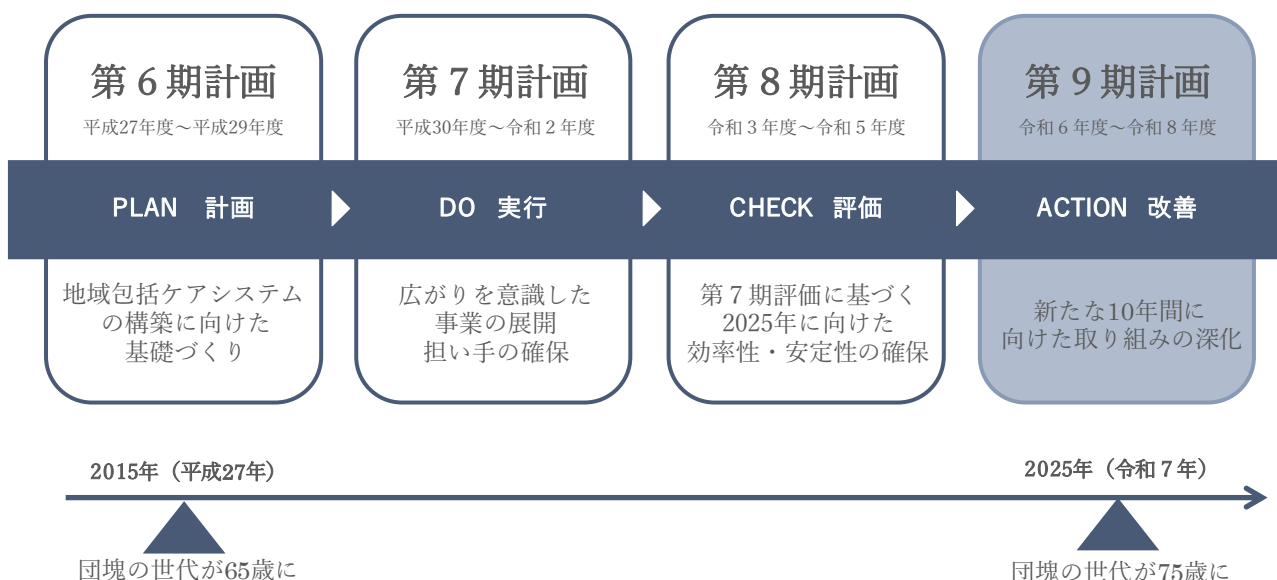 第６期計画
平成27年度～平成29年度
PLAN　計画
地域包括ケアシステム
の構築に向けた
基礎づくり
第７期計画
平成30年度～令和２年度
DO　実行
広がりを意識した
事業の展開
担い手の確保
第８期計画
令和３年度～令和５年度
CHECK　評価
第７期評価に基づく
2025年に向けた
効率性・安定性の確保
第９期計画
令和６年度～令和８年度
ACTION　改善
新たな10年間に
向けた取り組みの深化
2015年（平成27年）
団塊の世代が65歳に
2025年（令和７年）
団塊の世代が75歳に